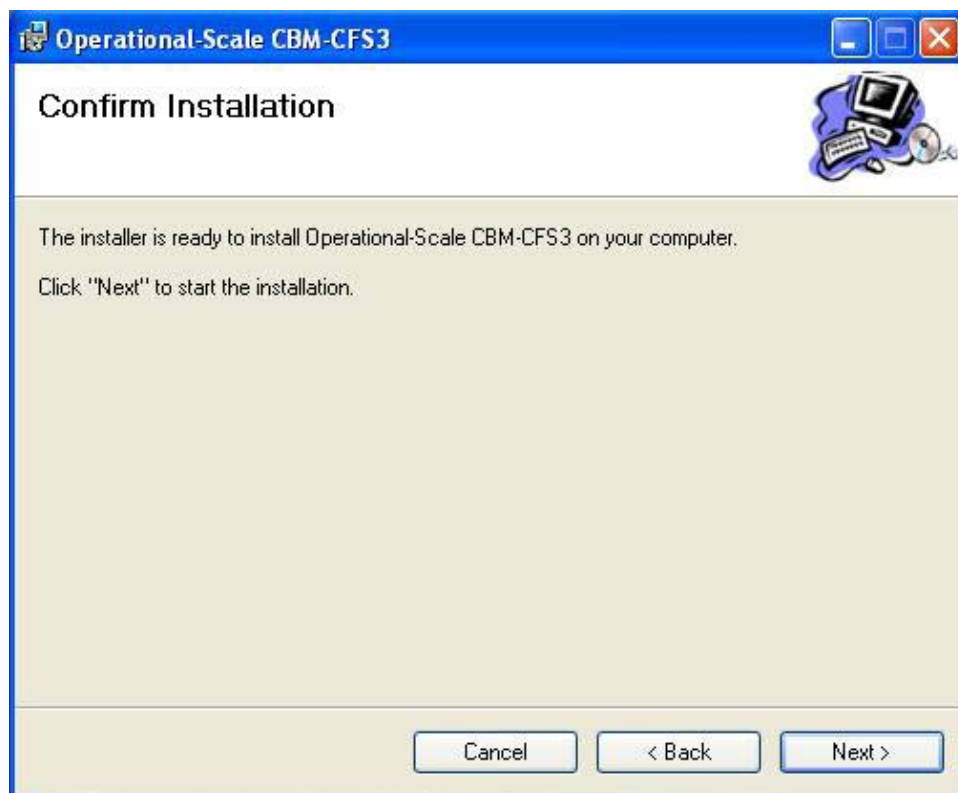 Operational-Scale CBM-CFS3
Confirm Installation
The installer is ready to install Operational-Scale CBM-CFS3 on your computer.
Click "Next" to start the installation.
Cancel
< Back
Next >